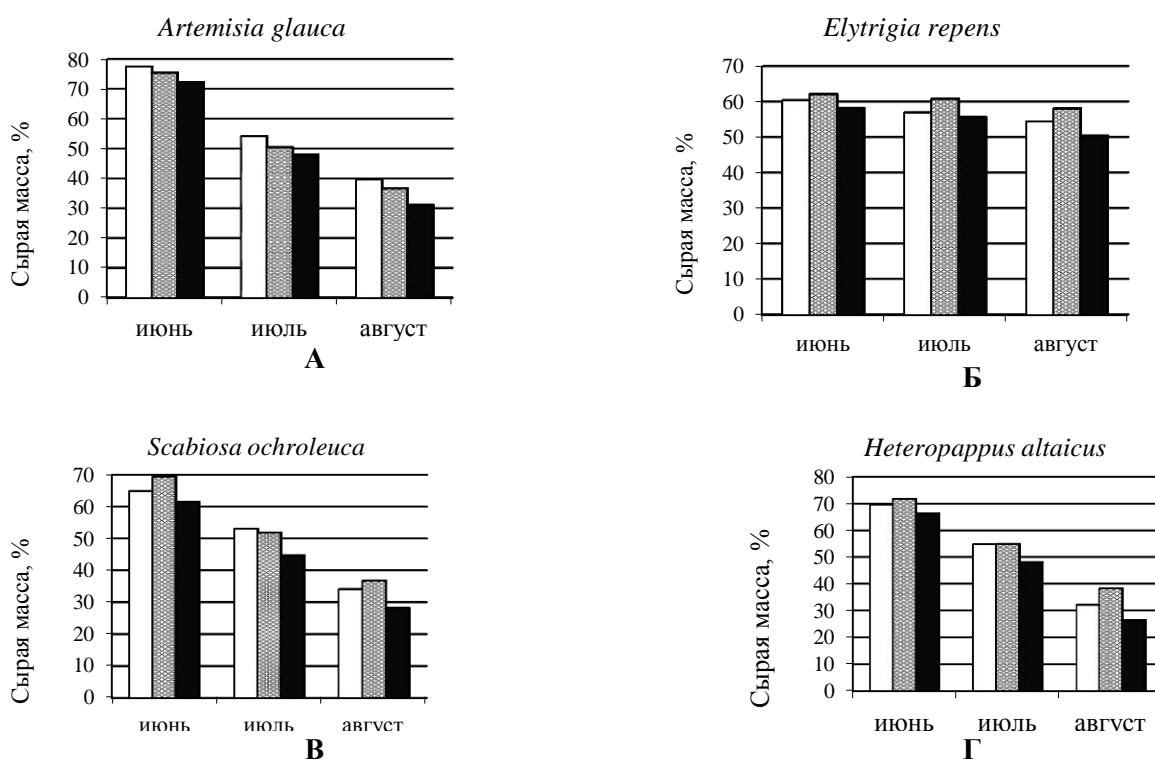 Artemisia glauca
Сырая масса, %
80
70
60
50
40
30
20
10
0
июнь июль август
А
Elytrigia repens
Сырая масса, %
70
60
50
40
30
20
10
0
июнь июль август
Б
Scabiosa ochroleuca
Сырая масса, %
70
60
50
40
30
20
10
0
июнь июль август
В
Heteropappus altaicus
Сырая масса, %
80
70
60
50
40
30
20
10
0
июнь июль август
Г